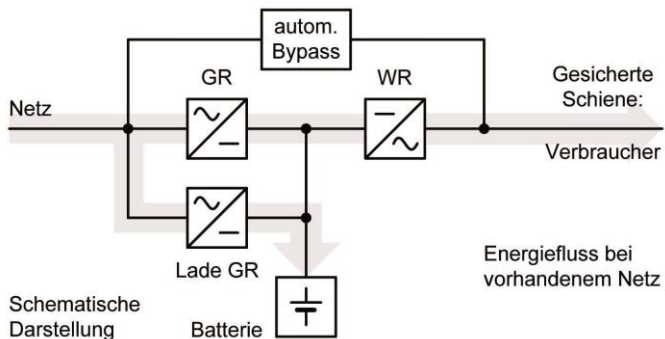 autom.
Bypass
GR
WR
Gesicherte
Schiene:
Netz
Verbraucher
Lade GR
Energiefluss bei
vorhandenem Netz
Schematische
Darstellung
Batterie